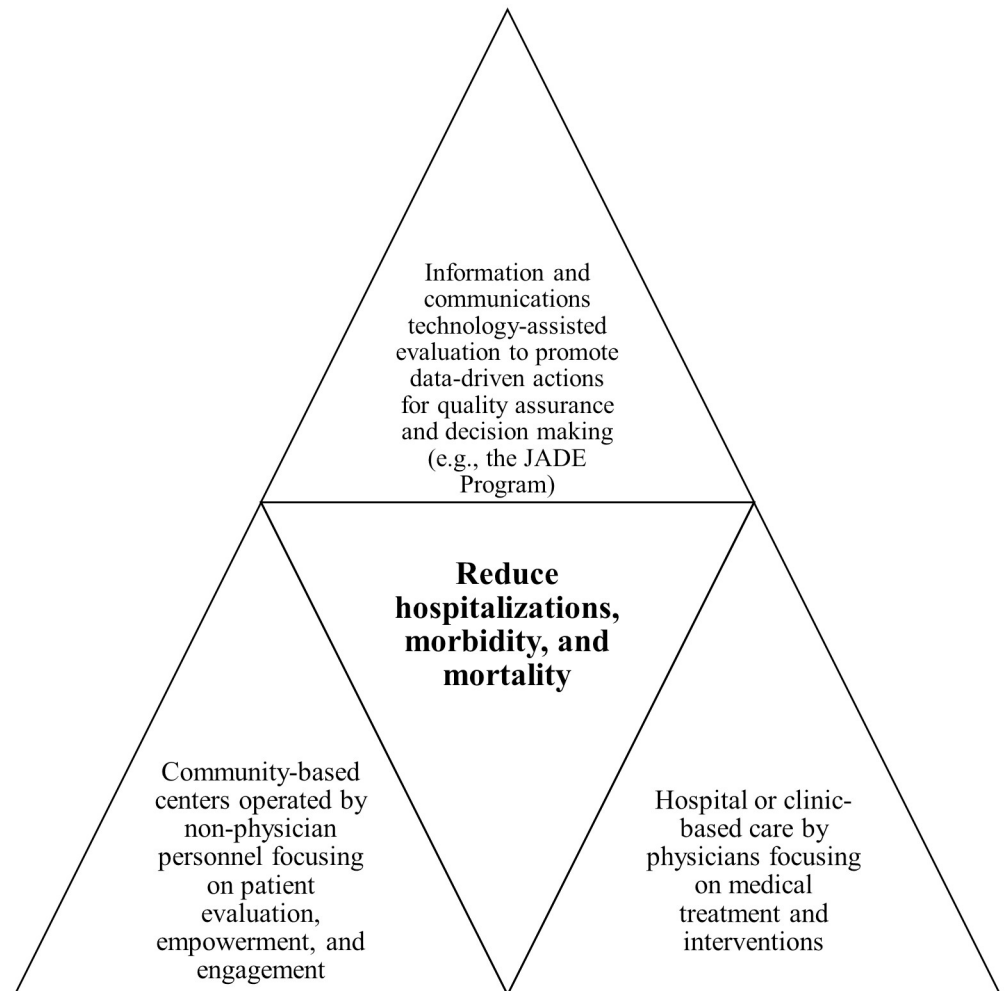 Information and
communications
technology-assisted
evaluation to promote
data-driven actions
for quality assurance
and decision making
(e.g., the JADE
Program)
Reduce
hospitalizations,
morbidity, and
mortality
Community-based
centers operated by
non-physician
personnel focusing
on patient
evaluation,
empowerment, and
engagement
Hospital or clinic-
based care by
physicians focusing
on medical
treatment and
interventions